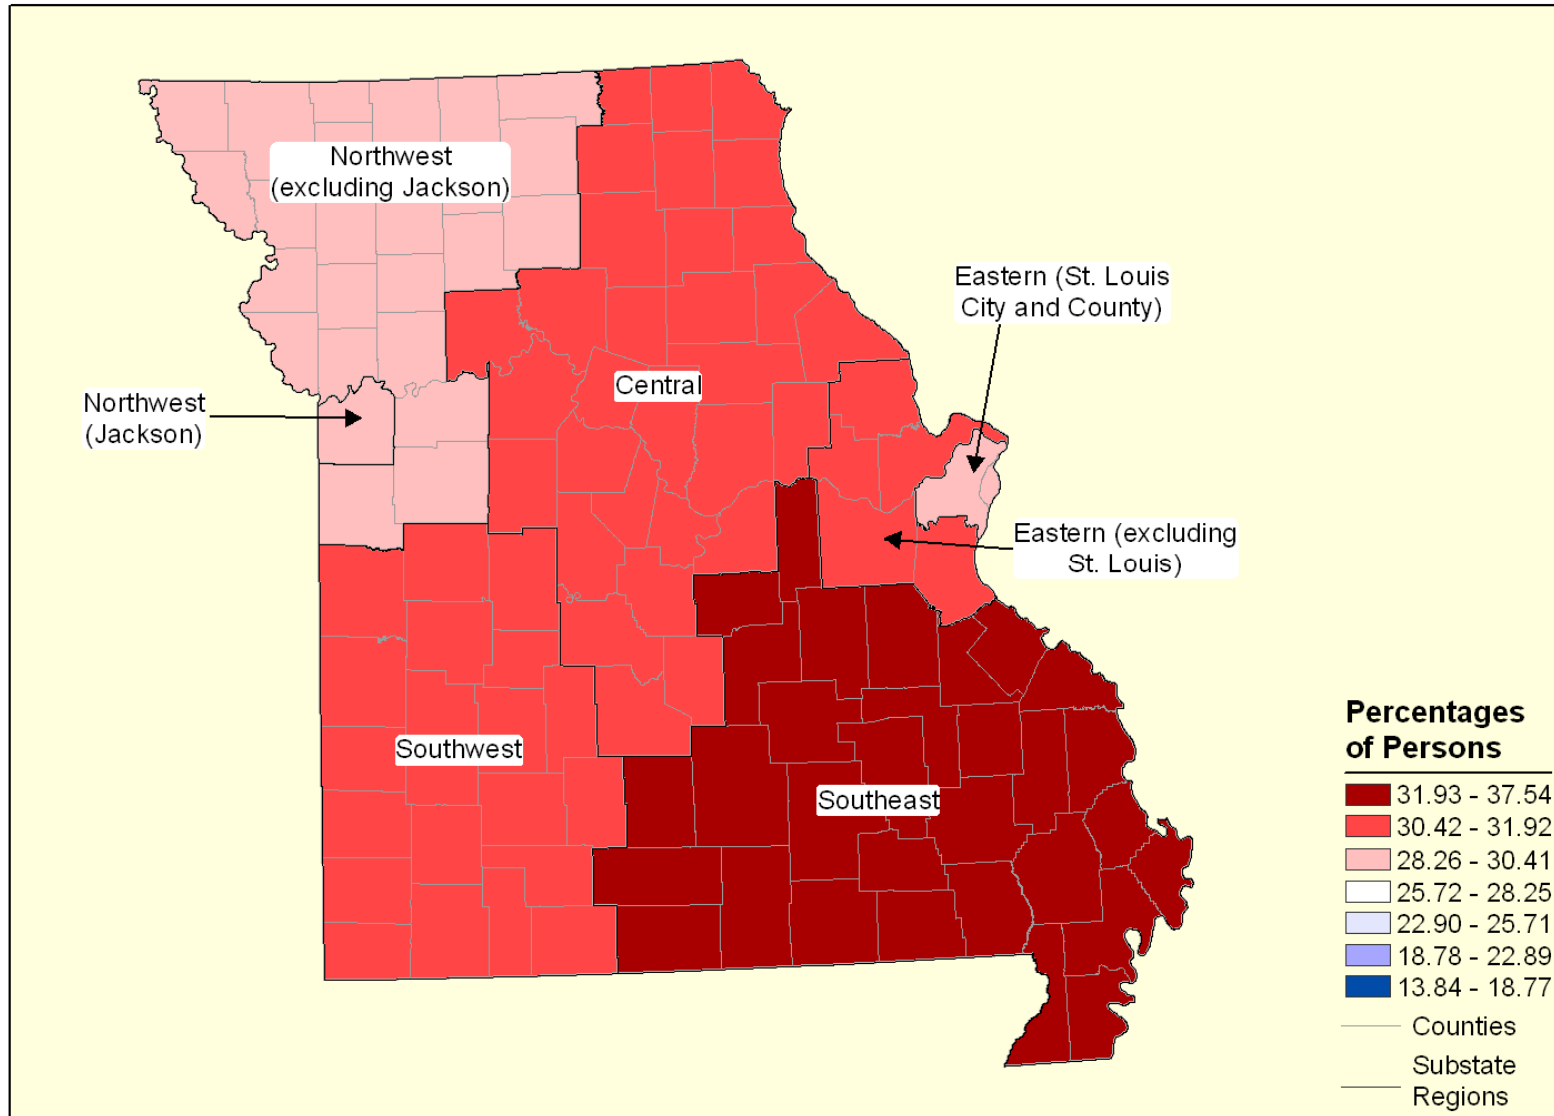 Northwest
(excluding Jackson)
Eastern (St. Louis
City and County)
Central
Northwest
(Jackson)
Eastern (excluding
St. Louis)
Southwest
Southeast
Percentages
of Persons
31.93 - 37.54
30.42 - 31.92
28.26 - 30.41
25.72 - 28.25
22.90 - 25.71
18.78 - 22.89
13.84 - 18.77
Counties
Substate
Regions